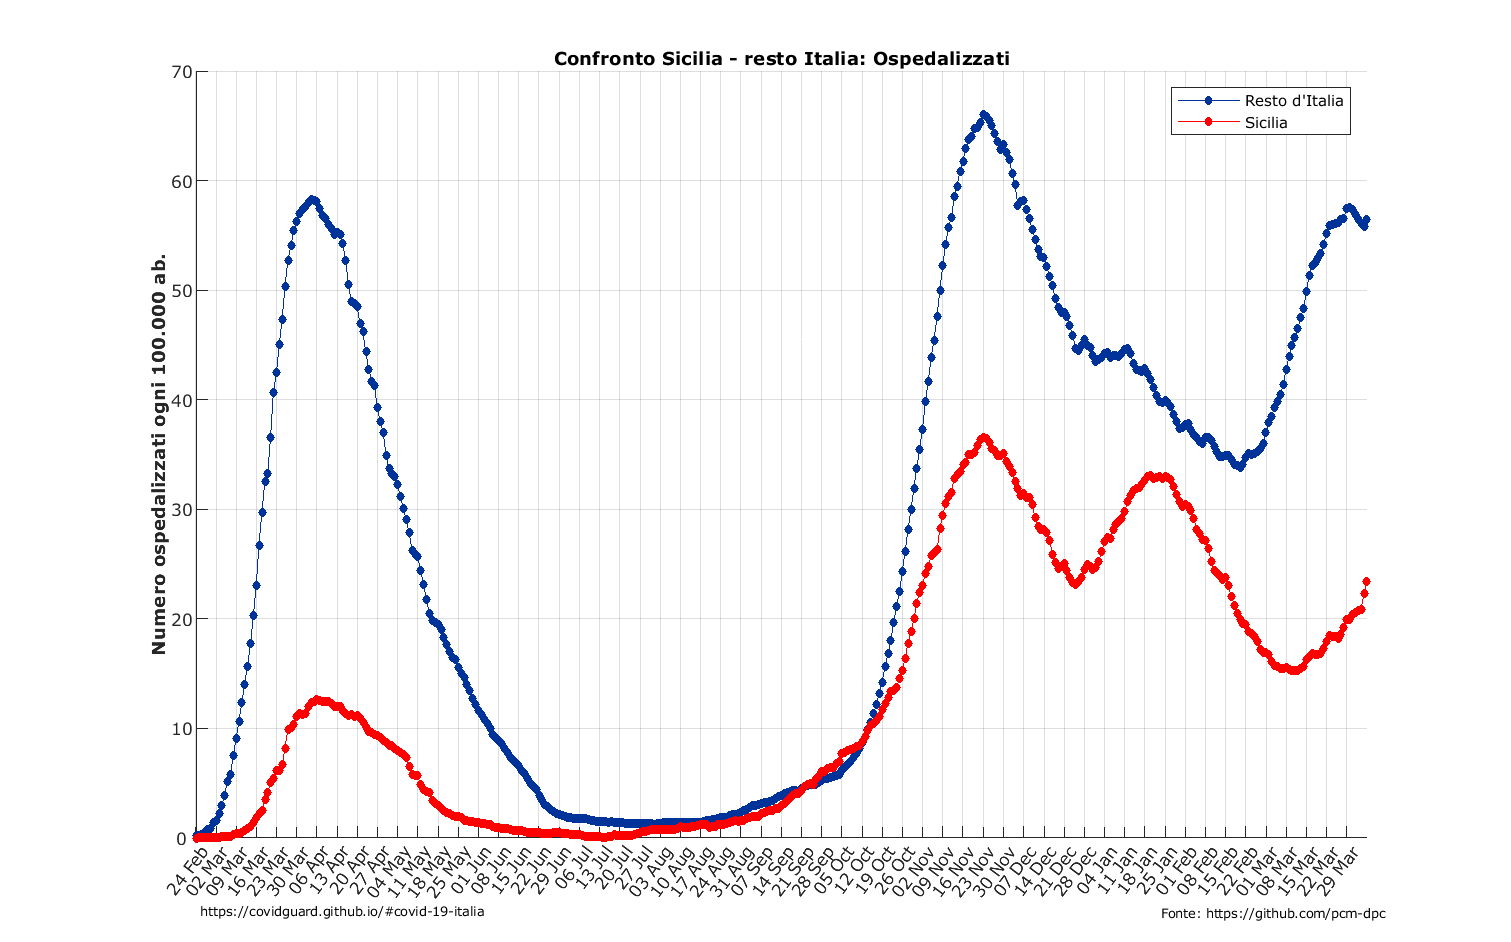 Confronto Sicilia - resto Italia: Ospedalizzati
Resto d'Italia
Sicilia
Numero ospedalizzati ogni 100.000 ab.
70
60
50
40
30
20
10
0
24 Feb
02 Mar
09 Mar
16 Mar
23 Mar
30 Mar
06 Apr
13 Apr
20 Apr
27 Apr
04 May
11 May
18 May
25 May
01 Jun
08 Jun
15 Jun
22 Jun
29 Jun
06 Jul
13 Jul
20 Jul
27 Jul
03 Aug
10 Aug
17 Aug
24 Aug
31 Aug
07 Sep
14 Sep
21 Sep
28 Sep
05 Oct
12 Oct
19 Oct
26 Oct
02 Nov
09 Nov
16 Nov
23 Nov
30 Nov
07 Dec
14 Dec
21 Dec
28 Dec
04 Jan
11 Jan
18 Jan
25 Jan
01 Feb
08 Feb
15 Feb
22 Feb
01 Mar
08 Mar
15 Mar
22 Mar
29 Mar
https://covidguard.github.io/#covid-19-italia
Fonte: https://github.com/pcm-dpc